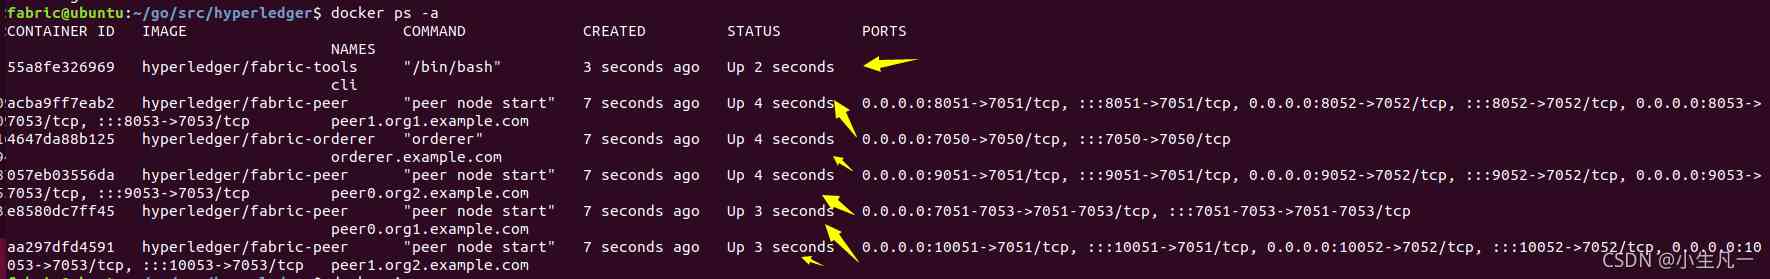 fabric@ubuntu:~/go/src/hyperledger$ docker ps -a
CONTAINER ID   IMAGE                        COMMAND             CREATED         STATUS         PORTS
                                    NAMES
55a8fe326969   hyperledger/fabric-tools     "/bin/bash"         3 seconds ago   Up 2 seconds
                                    cli
acba9ff7eab2   hyperledger/fabric-peer      "peer node start"   7 seconds ago   Up 4 seconds   0.0.0.0:8051->7051/tcp, :::8051->7051/tcp, 0.0.0.0:8052->7052/tcp, :::8052->7052/tcp, 0.0.0.0:8053->
7053/tcp, :::8053->7053/tcp         peer1.org1.example.com
4647da88b125   hyperledger/fabric-orderer   "orderer"           7 seconds ago   Up 4 seconds   0.0.0.0:7050->7050/tcp, :::7050->7050/tcp
                                    orderer.example.com
057eb03556da   hyperledger/fabric-peer      "peer node start"   7 seconds ago   Up 4 seconds   0.0.0.0:9051->7051/tcp, :::9051->7051/tcp, 0.0.0.0:9052->7052/tcp, :::9052->7052/tcp, 0.0.0.0:9053->
7053/tcp, :::9053->7053/tcp         peer0.org2.example.com
e8580dc7ff45   hyperledger/fabric-peer      "peer node start"   7 seconds ago   Up 3 seconds   0.0.0.0:7051-7053->7051-7053/tcp, :::7051-7053->7051-7053/tcp
                                    peer0.org1.example.com
aa297dfd4591   hyperledger/fabric-peer      "peer node start"   7 seconds ago   Up 3 seconds   0.0.0.0:10051->7051/tcp, :::10051->7051/tcp, 0.0.0.0:10052->7052/tcp, :::10052->7052/tcp, 0.0.0.0:10
053->7053/tcp, :::10053->7053/tcp   peer1.org2.example.com
CSDN @小生凡一